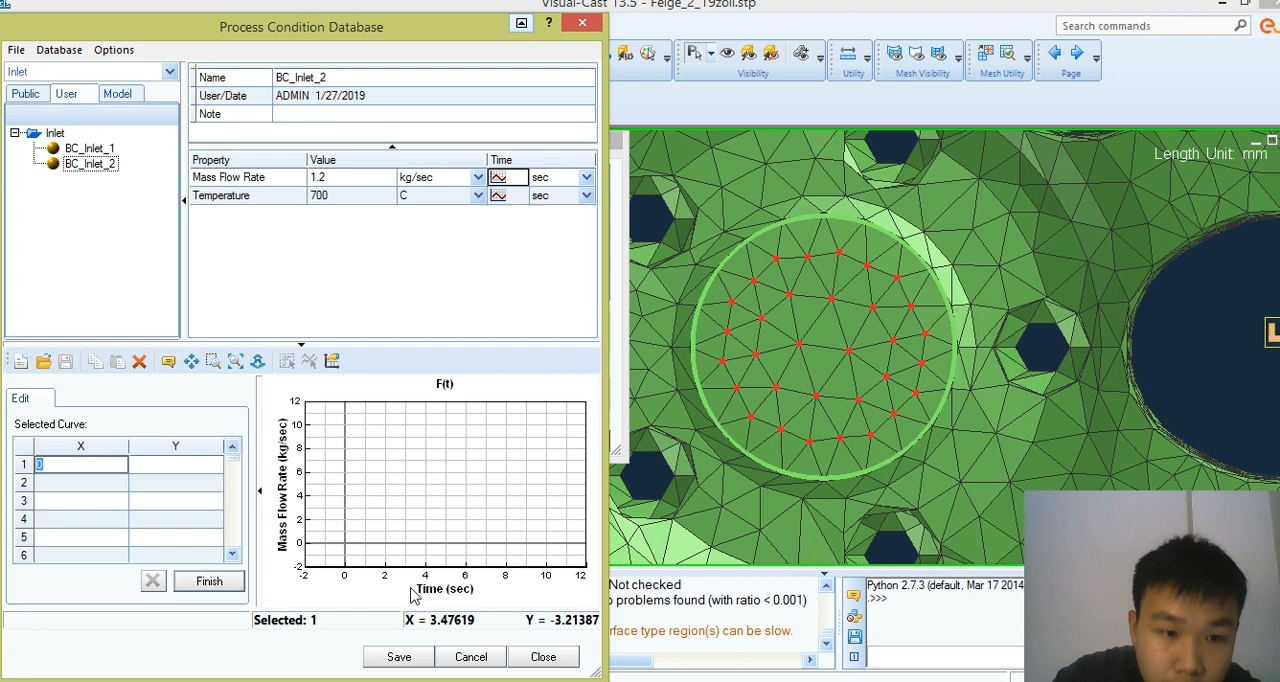 Visual-Cast 13.5 - Felge_2_19zoll.stp
Process Condition Database
?
Search commands
File Database Options
Inlet
Public User Model
Inlet
BC_Inlet_1
BC_Inlet_2
Name BC_Inlet_2
User/Date ADMIN 1/27/2019
Note
Property Value Time
Mass Flow Rate 1.2 kg/sec sec
Temperature 700 C sec
Visibility Utility Mesh Visibility Mesh Utility Page
Length Unit: mm
Edit
Selected Curve:
X Y
1 0
2
3
4
5
6
Finish
F(t)
Mass Flow Rate (kg/sec)
12
10
8
6
4
2
0
-2
-2 0 2 4 6 8 10 12
Time (sec)
Selected: 1 X = 3.47619 Y = -3.21387
Save Cancel Close
Not checked
o problems found (with ratio < 0.001)
rface type region(s) can be slow.
Python 2.7.3 (default, Mar 17 2014
>>>